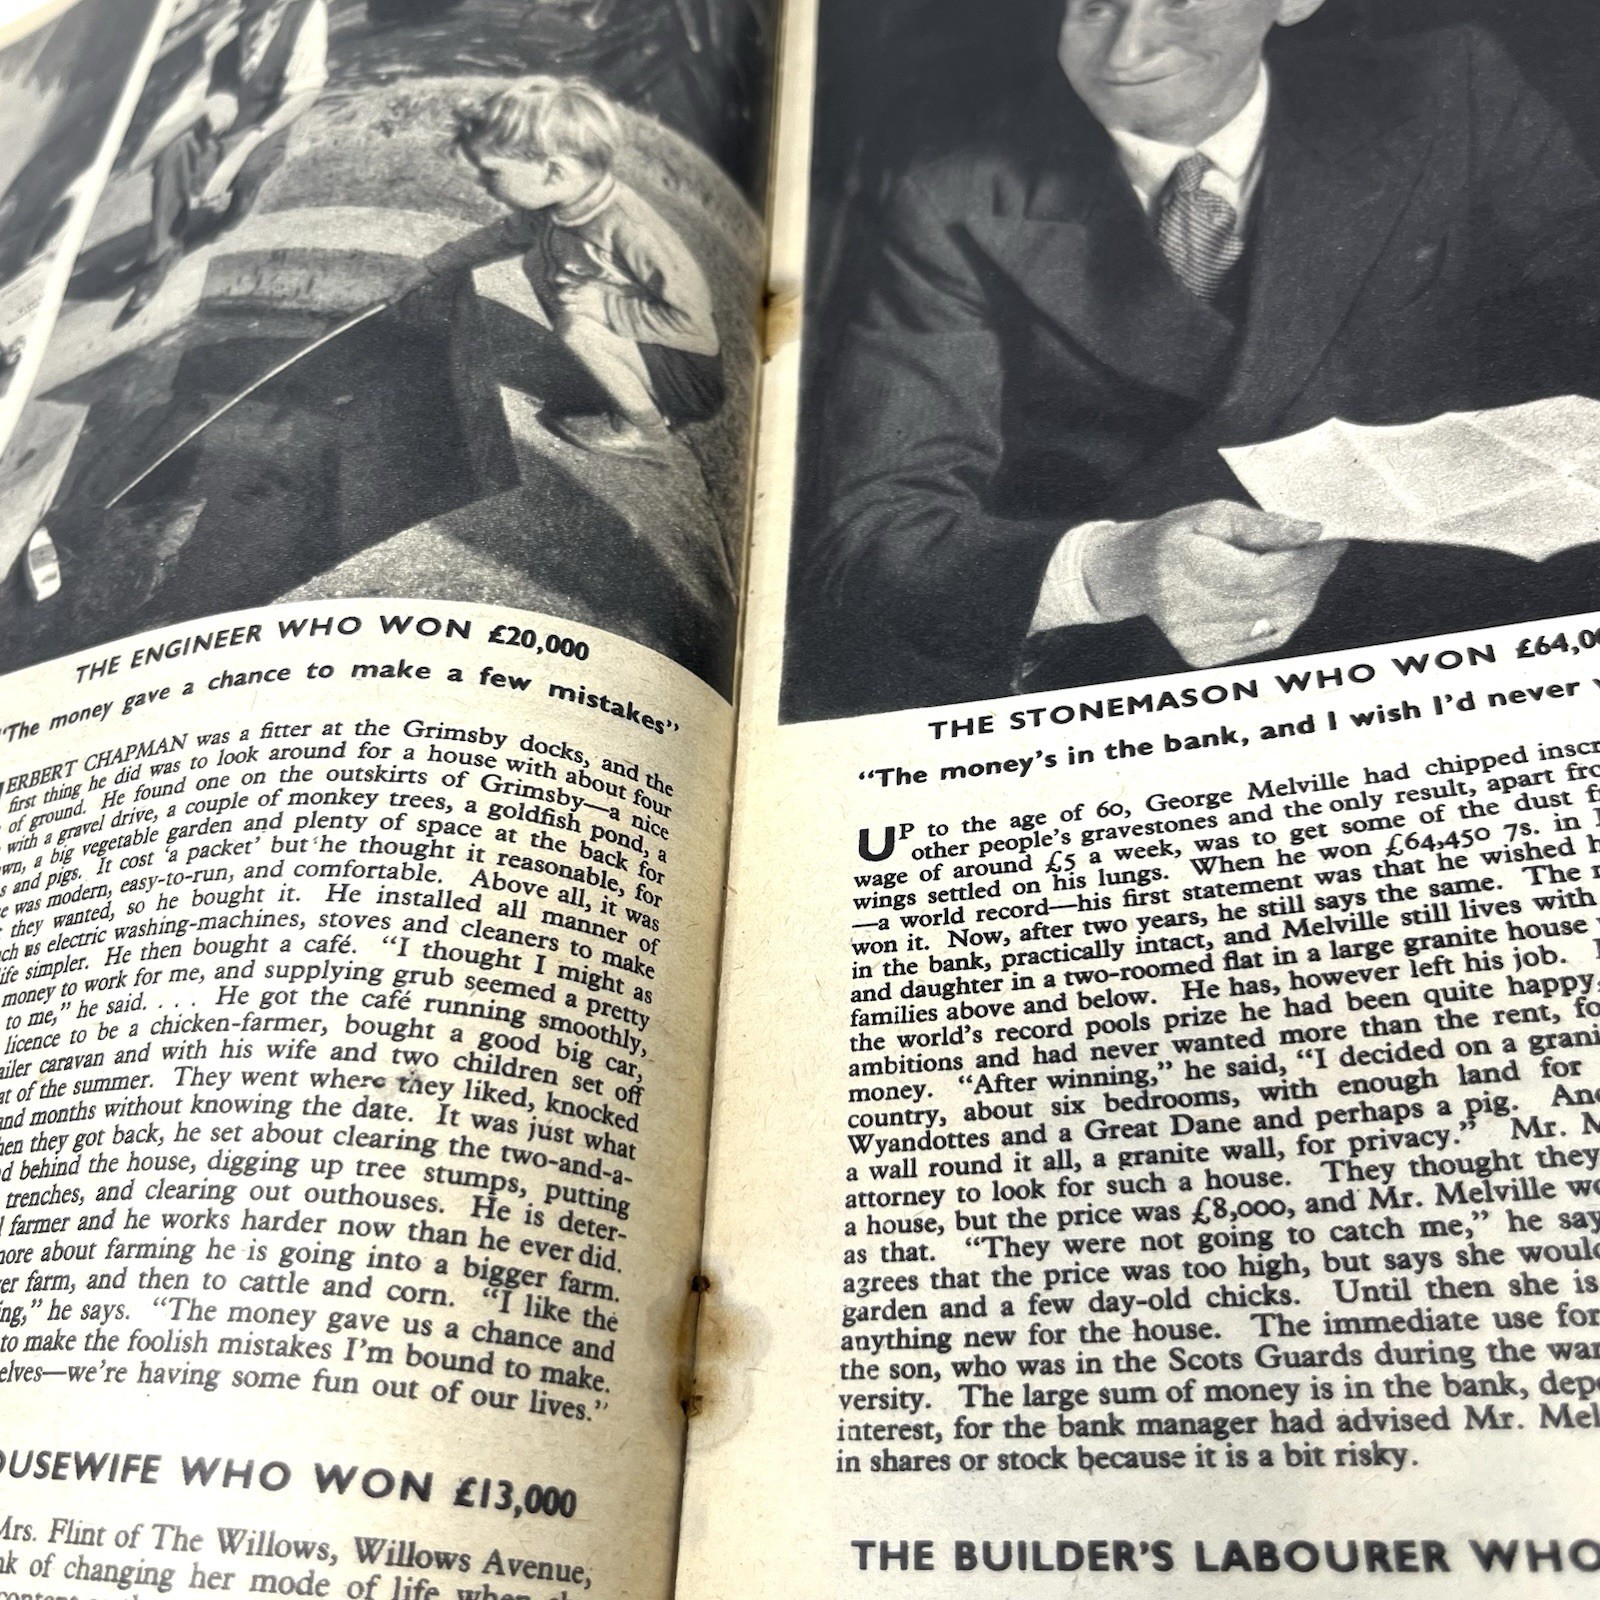 THE ENGINEER WHO WON £20,000
"The money gave a chance to make a few mistakes"
ERBERT CHAPMAN was a fitter at the Grimsby docks, and the
first thing he did was to look around for a house with about four
of ground. He found one on the outskirts of Grimsby—a nice
with a gravel drive, a couple of monkey trees, a goldfish pond, a
wn, a big vegetable garden and plenty of space at the back for
s and pigs. It cost 'a packet' but he thought it reasonable, for
e was modern, easy-to-run, and comfortable. Above all, it was
they wanted, so he bought it. He installed all manner of
ch as electric washing-machines, stoves and cleaners to make
ife simpler. He then bought a café. "I thought I might as
money to work for me, and supplying grub seemed a pretty
to me," he said. . . . He got the café running smoothly,
licence to be a chicken-farmer, bought a good big car,
ailer caravan and with his wife and two children set off
at of the summer. They went where they liked, knocked
and months without knowing the date. It was just what
hen they got back, he set about clearing the two-and-a-
d behind the house, digging up tree stumps, putting
trenches, and clearing out outhouses. He is deter-
l farmer and he works harder now than he ever did.
more about farming he is going into a bigger farm.
er farm, and then to cattle and corn. "I like the
ing," he says. "The money gave us a chance and
to make the foolish mistakes I'm bound to make.
elves—we're having some fun out of our lives."
OUSEWIFE WHO WON £13,000
Mrs. Flint of The Willows, Willows Avenue,
nk of changing her mode of life when
THE STONEMASON WHO WON £64,00
"The money's in the bank, and I wish I'd never
UP to the age of 60, George Melville had chipped inscr
other people's gravestones and the only result, apart fro
wage of around £5 a week, was to get some of the dust f
wings settled on his lungs. When he won £64,450 7s. in
—a world record—his first statement was that he wished h
won it. Now, after two years, he still says the same. The
in the bank, practically intact, and Melville still lives with
and daughter in a two-roomed flat in a large granite house
families above and below. He has, however left his job.
the world's record pools prize he had been quite happy,
ambitions and had never wanted more than the rent, fo
money. "After winning," he said, "I decided on a grani
country, about six bedrooms, with enough land for
Wyandottes and a Great Dane and perhaps a pig. And
a wall round it all, a granite wall, for privacy." Mr. M
attorney to look for such a house. They thought they
a house, but the price was £8,000, and Mr. Melville wo
as that. "They were not going to catch me," he say
agrees that the price was too high, but says she would
garden and a few day-old chicks. Until then she is
anything new for the house. The immediate use for
the son, who was in the Scots Guards during the war
versity. The large sum of money is in the bank, depo
interest, for the bank manager had advised Mr. Mel
in shares or stock because it is a bit risky.
THE BUILDER'S LABOURER WHO